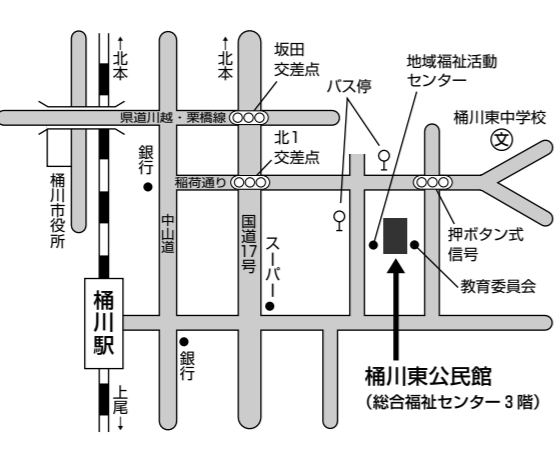 ↑北本
↑北本
坂田
交差点
バス停
地域福祉活動
センター
県道川越・栗橋線
桶川東中学校
文
北1
交差点
銀行
稲荷通り
桶川市役所
中山道
国道17号
スーパー
押ボタン式
信号
教育委員会
桶川駅
銀行
桶川東公民館
(総合福祉センター3階)
上尾↓